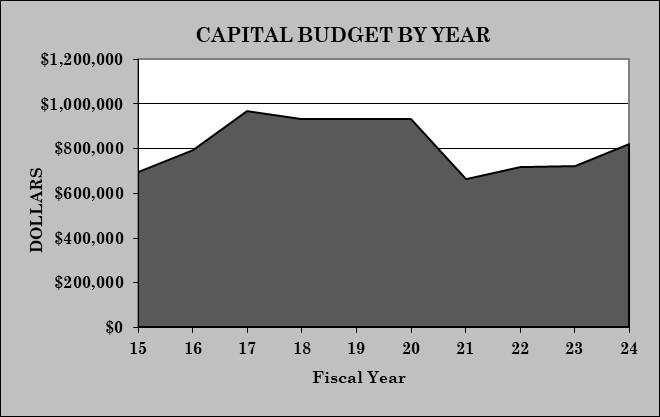 CAPITAL BUDGET BY YEAR
$1,200,000
$1,000,000
$800,000
$600,000
$400,000
$200,000
$0
DOLLARS
15 16 17 18 19 20 21 22 23 24
Fiscal Year